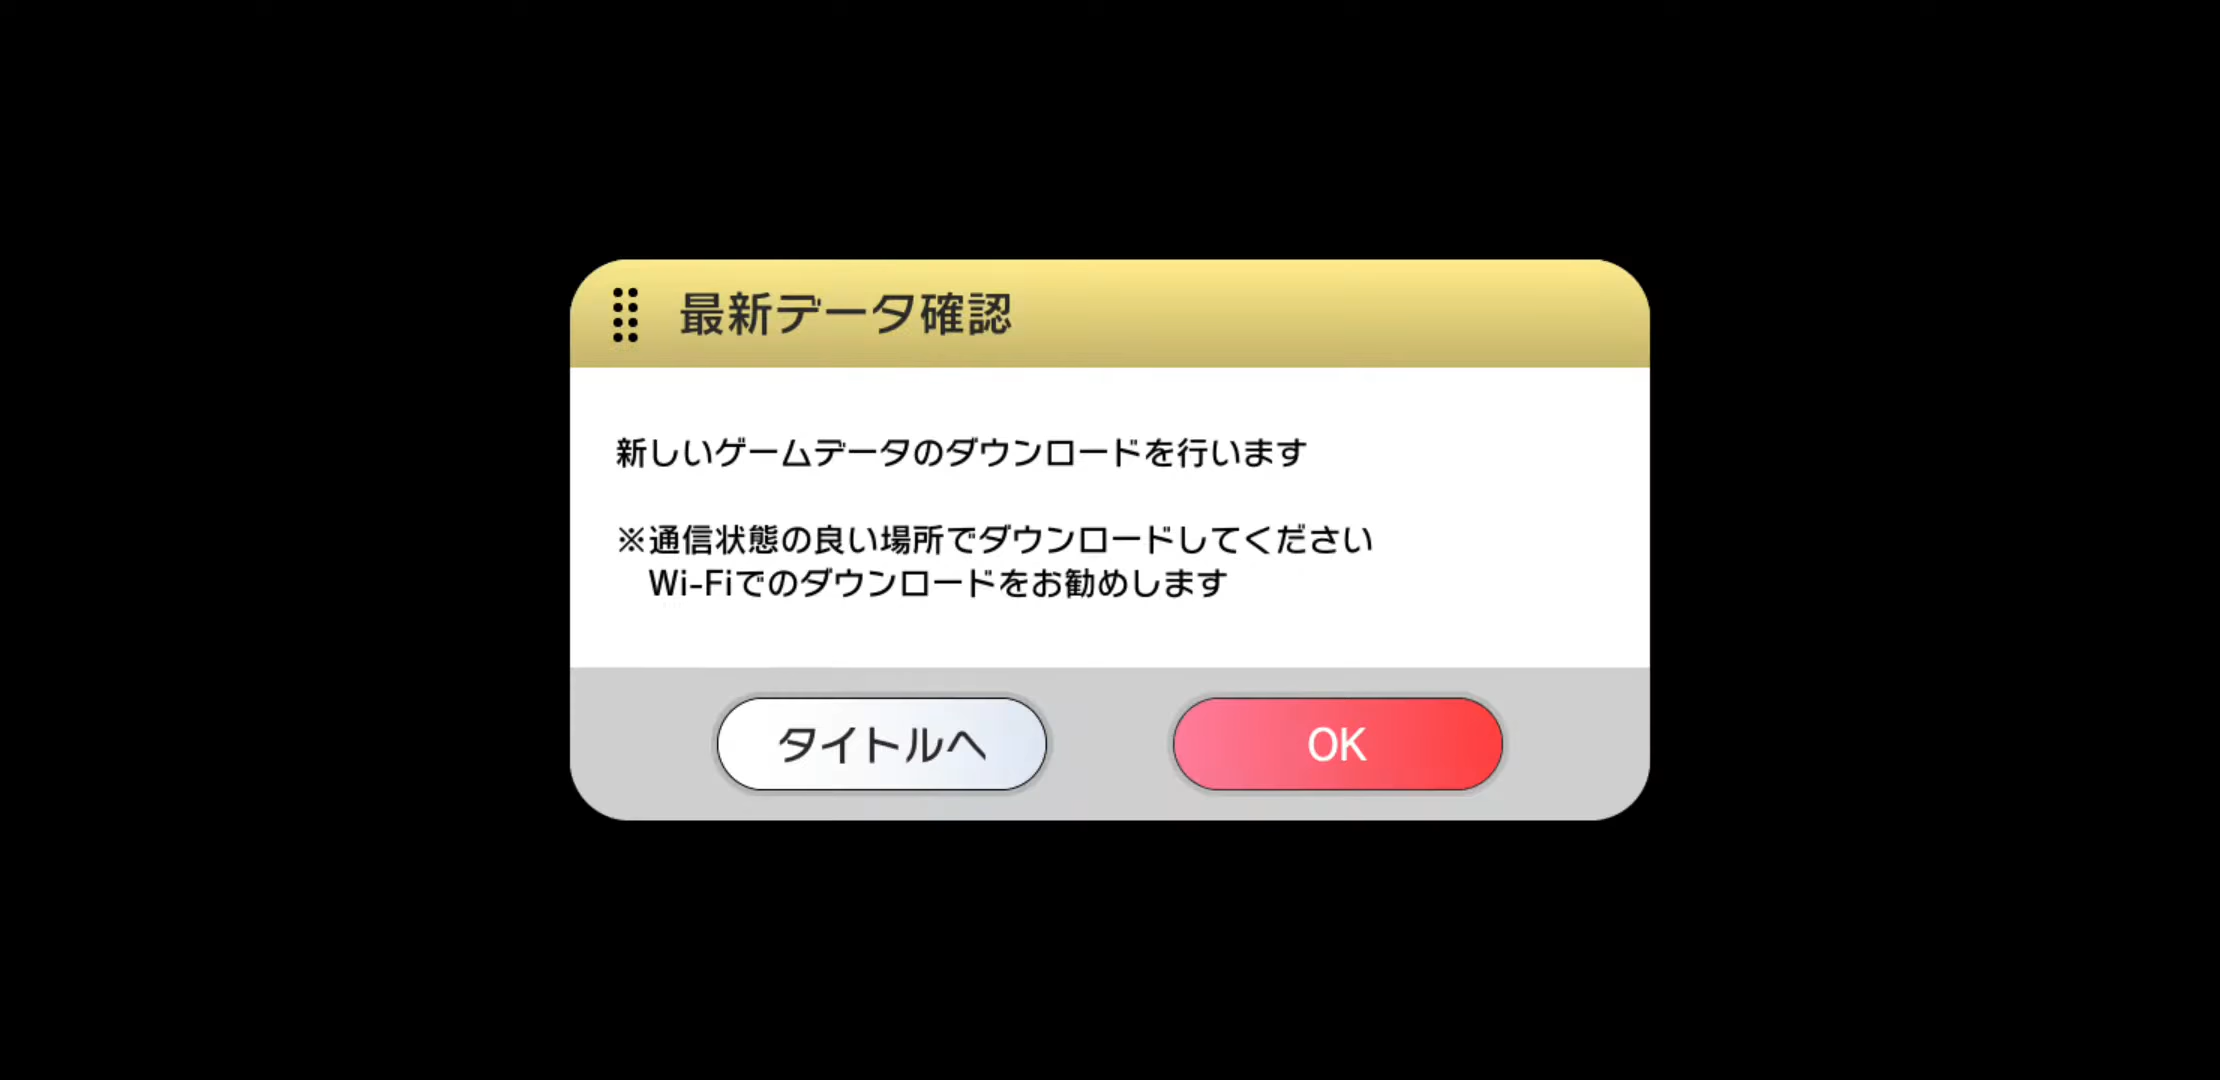 最新データ確認
新しいゲームデータのダウンロードを行います
※通信状態の良い場所でダウンロードしてください
Wi-Fiでのダウンロードをお勧めします
タイトルへ
OK